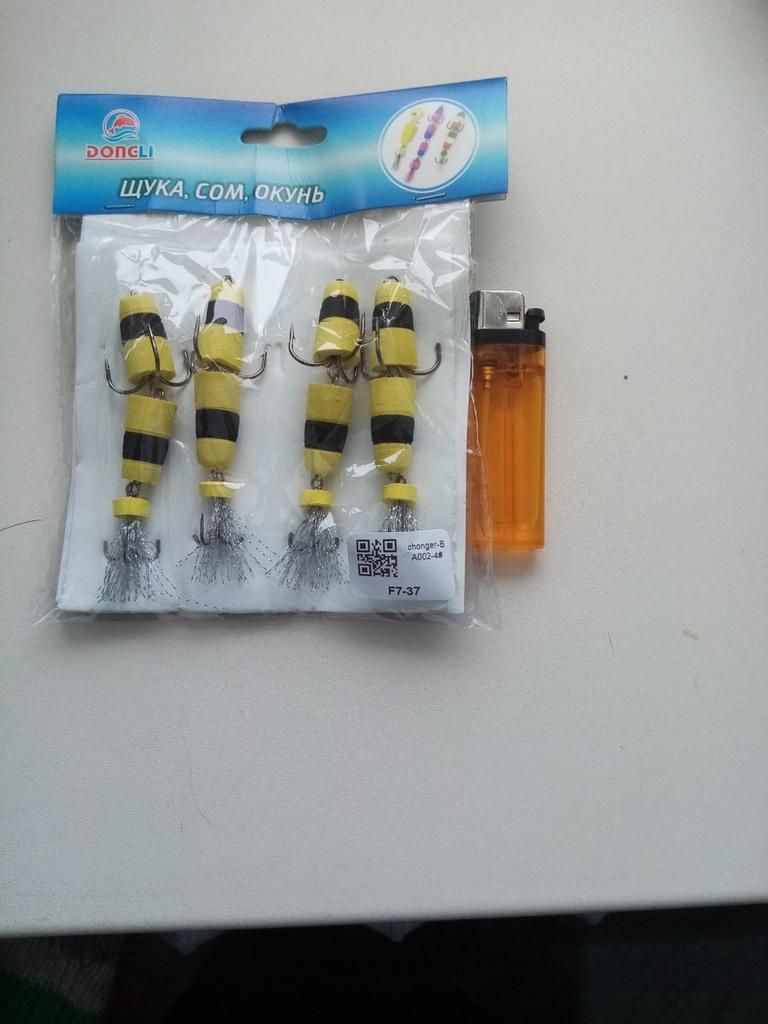 DONGLI
ЩУКА, СОМ, ОКУНЬ
chonger-B
A002-4#
F7-37